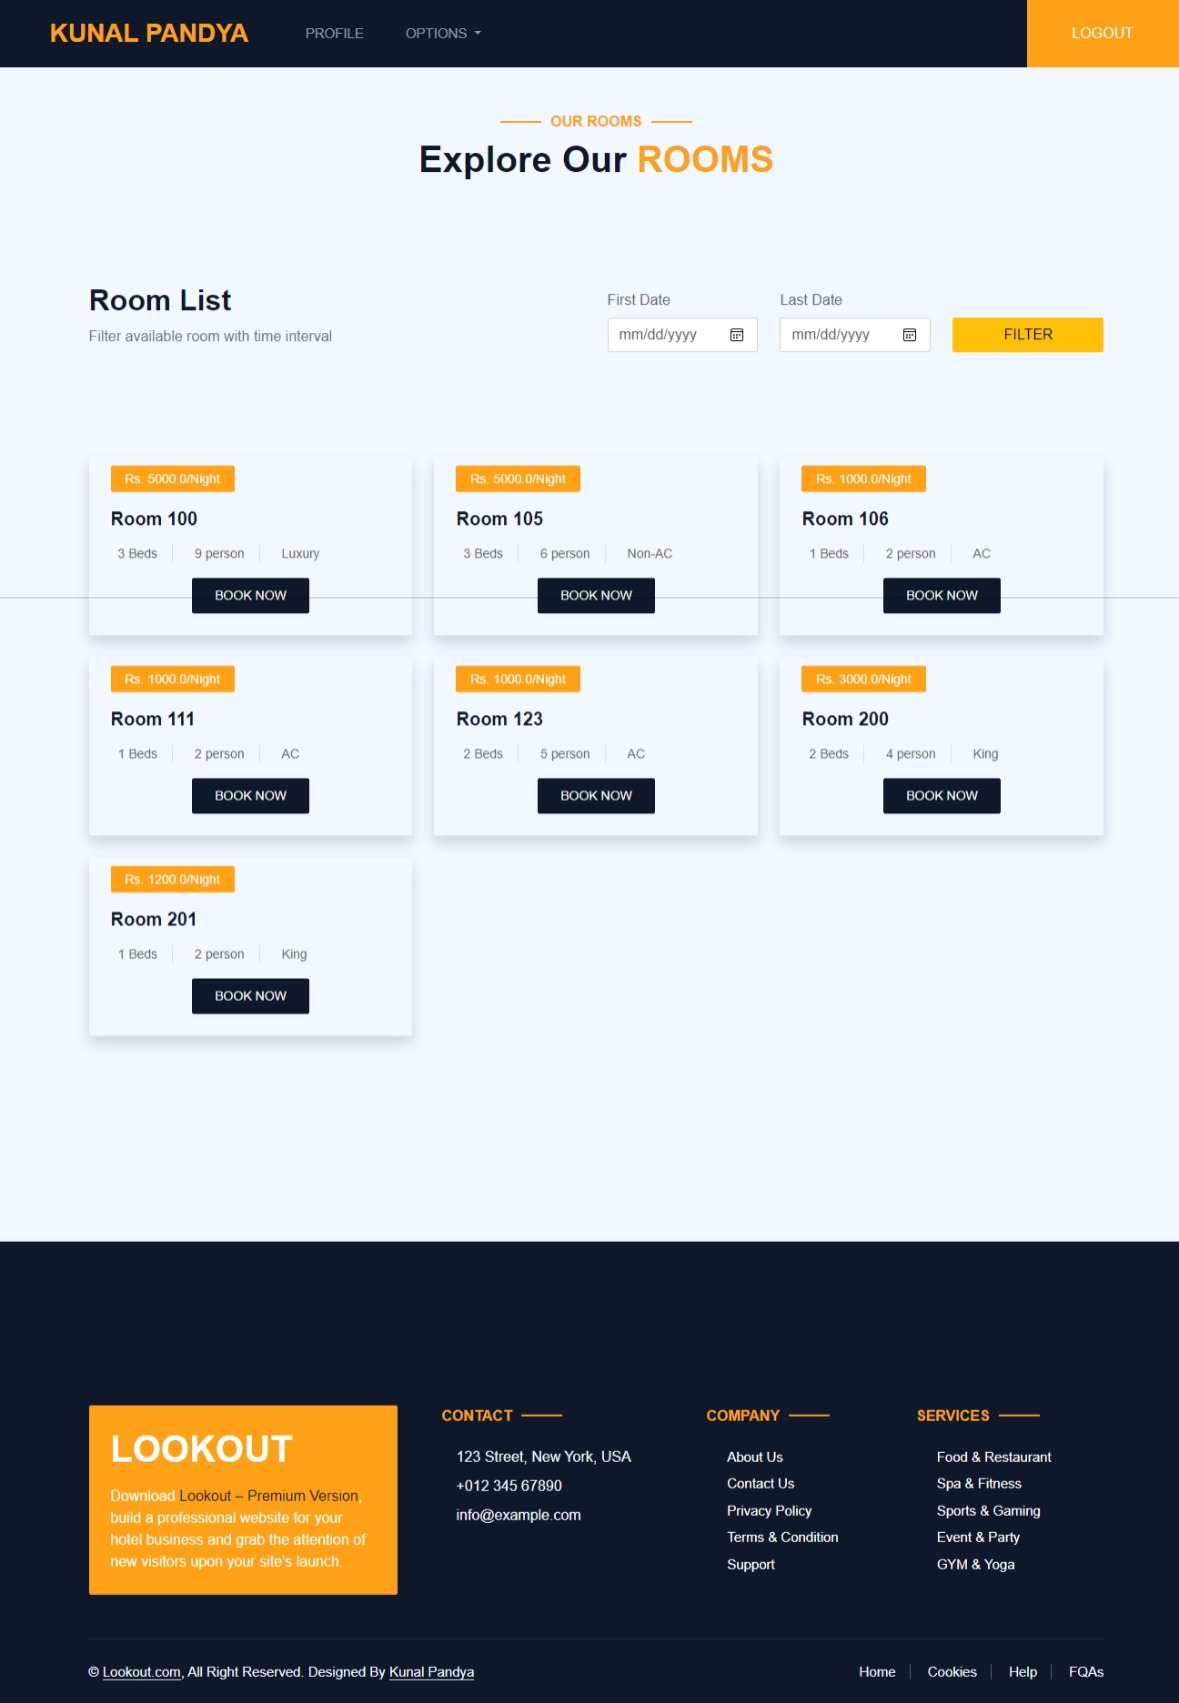 KUNAL PANDYA PROFILE OPTIONS LOGOUT
OUR ROOMS
Explore Our ROOMS
Room List
Filter available room with time interval
First Date Last Date
mm/dd/yyyy mm/dd/yyyy FILTER
Rs. 5000.0/Night
Room 100
3 Beds 9 person Luxury
BOOK NOW
Rs. 5000.0/Night
Room 105
3 Beds 6 person Non-AC
BOOK NOW
Rs. 1000.0/Night
Room 106
1 Beds 2 person AC
BOOK NOW
Rs. 1000.0/Night
Room 111
1 Beds 2 person AC
BOOK NOW
Rs. 1000.0/Night
Room 123
2 Beds 5 person AC
BOOK NOW
Rs. 3000.0/Night
Room 200
2 Beds 4 person King
BOOK NOW
Rs. 1200.0/Night
Room 201
1 Beds 2 person King
BOOK NOW
LOOKOUT
Download Lookout – Premium Version,
build a professional website for your
hotel business and grab the attention of
new visitors upon your site's launch.
CONTACT
123 Street, New York, USA
+012 345 67890
info@example.com
COMPANY
About Us
Contact Us
Privacy Policy
Terms & Condition
Support
SERVICES
Food & Restaurant
Spa & Fitness
Sports & Gaming
Event & Party
GYM & Yoga
© Lookout.com, All Right Reserved. Designed By Kunal Pandya
Home Cookies Help FQAs